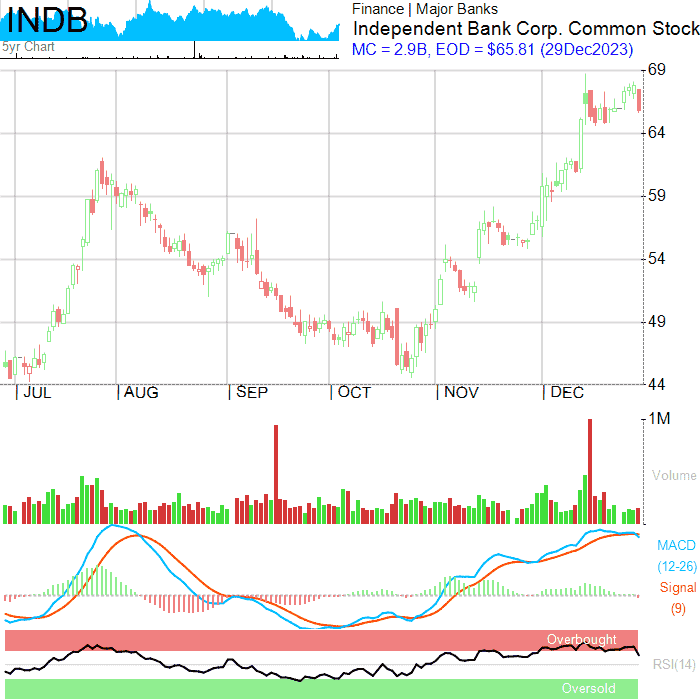 INDB
5yr Chart
Finance | Major Banks
Independent Bank Corp. Common Stock
MC = 2.9B, EOD = $65.81 (29Dec2023)
69
64
59
54
49
44
JUL AUG SEP OCT NOV DEC
1M
Volume
MACD
(12-26)
Signal
(9)
Overbought
RSI(14)
Oversold